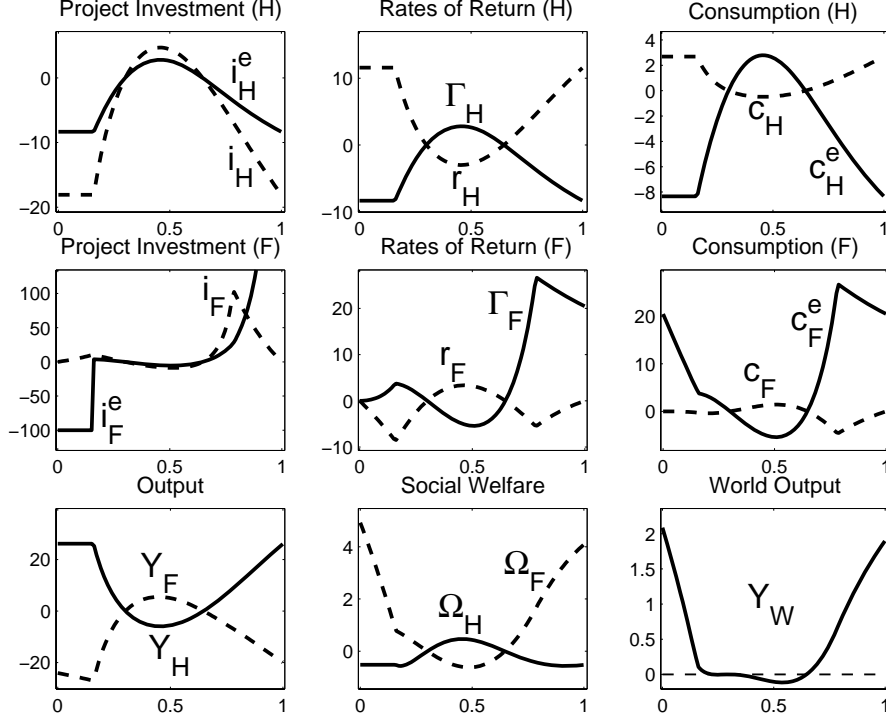 Project Investment (H)
Rates of Return (H)
Consumption (H)
0
-10
-20
i_H^e
i_H
0 0.5 1
10
0
-10
Γ_H
r_H
0 0.5 1
4
2
0
-2
-4
-6
-8
c_H
c_H^e
0 0.5 1
Project Investment (F)
Rates of Return (F)
Consumption (F)
100
50
0
-50
-100
i_F
i_F^e
0 0.5 1
20
10
0
-10
Γ_F
r_F
0 0.5 1
20
10
0
c_F^e
c_F
0 0.5 1
Output
Social Welfare
World Output
20
0
-20
Y_F
Y_H
0 0.5 1
4
2
0
Ω_F
Ω_H
0 0.5 1
2
1.5
1
0.5
0
Y_W
0 0.5 1